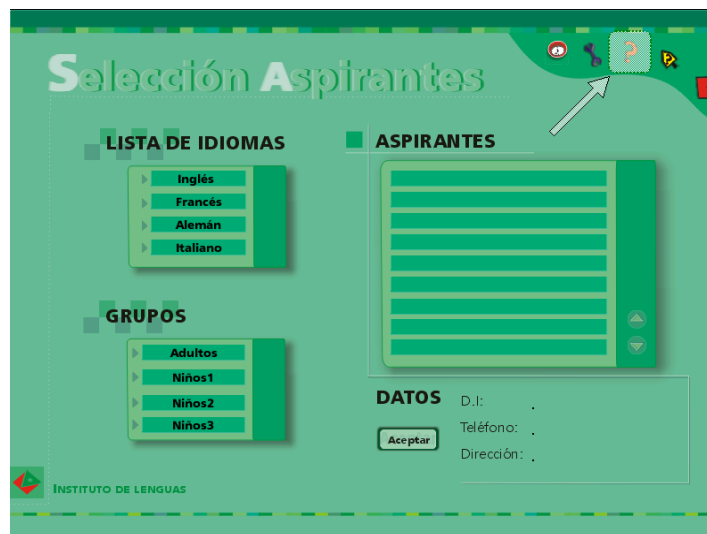 Selección Aspirantes
?
?
LISTA DE IDIOMAS
Inglés
Francés
Alemán
Italiano
ASPIRANTES
GRUPOS
Adultos
Niños1
Niños2
Niños3
DATOS
D.I: .
Teléfono: .
Dirección: .
Aceptar
INSTITUTO DE LENGUAS